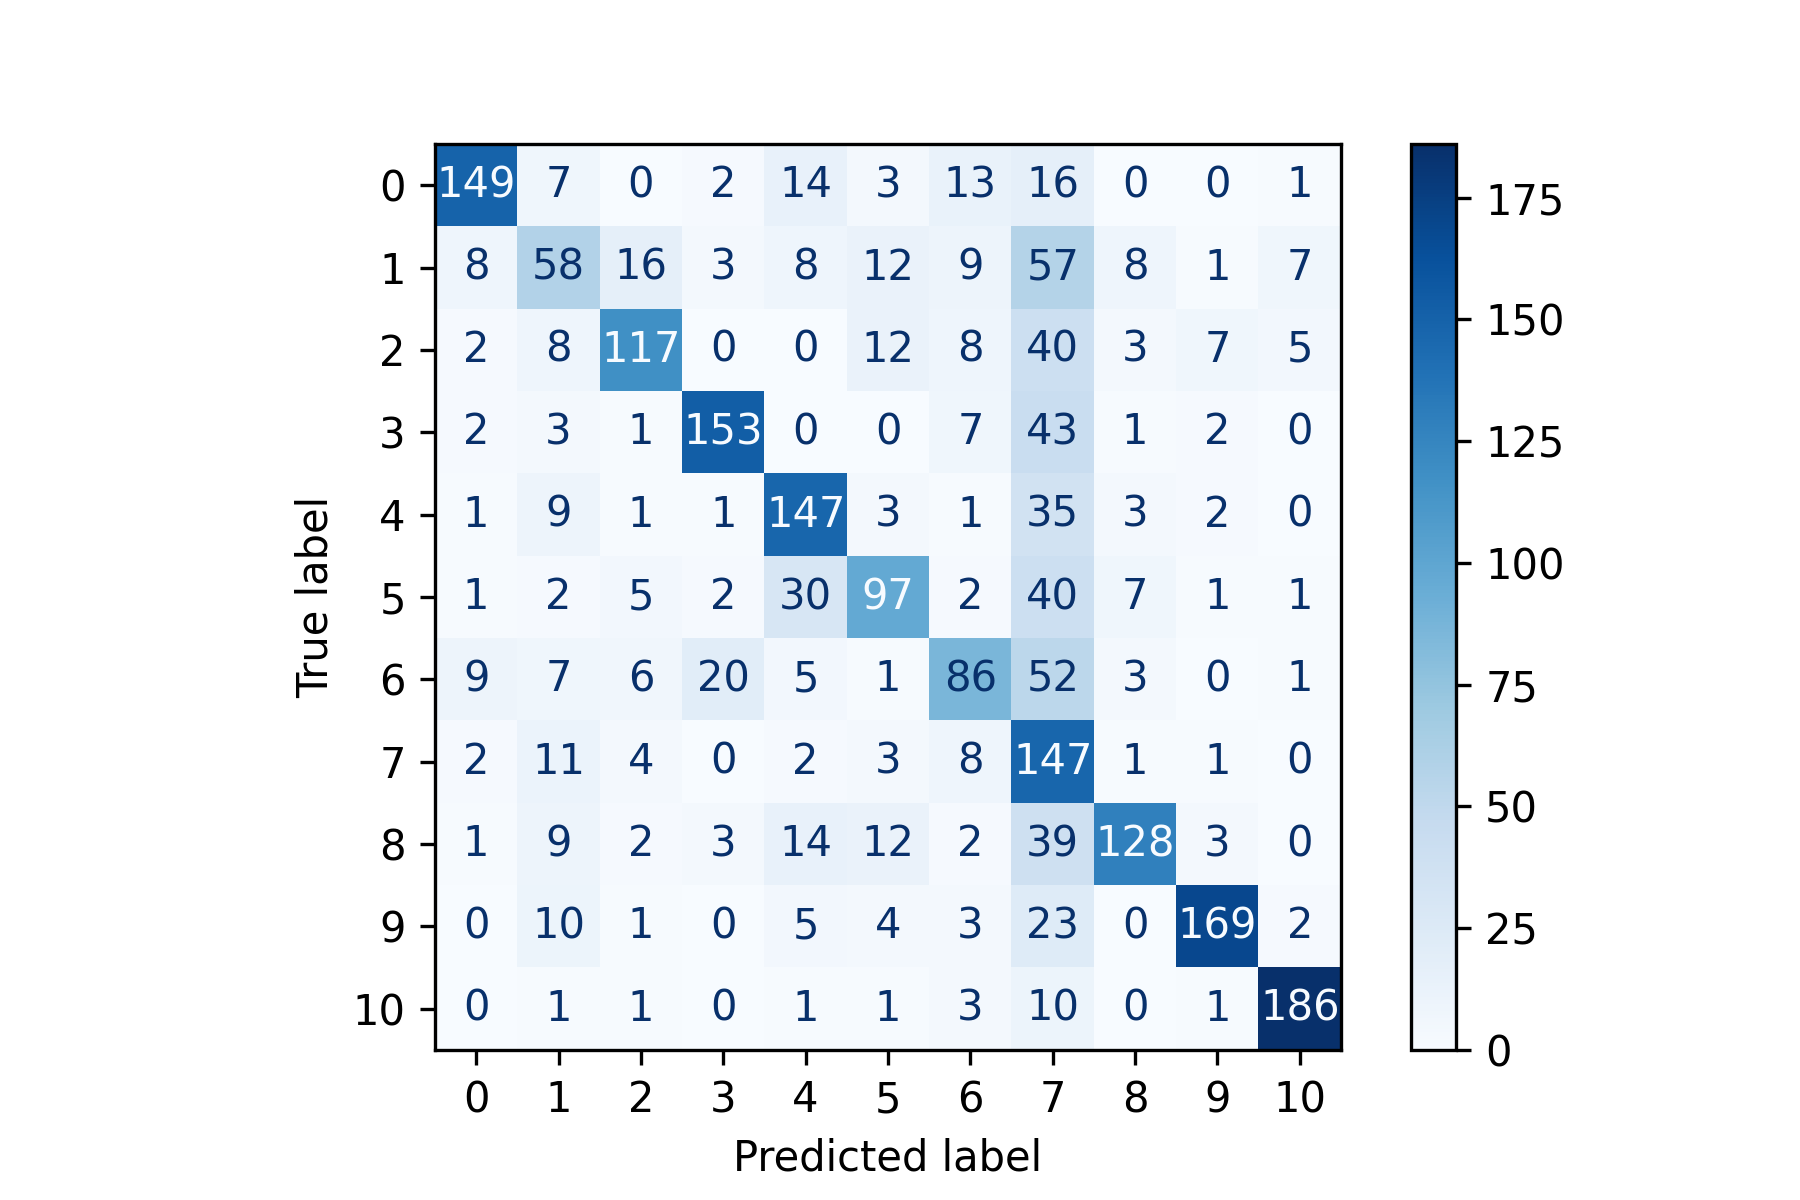 0 149 7 0 2 14 3 13 16 0 0 1
1 8 58 16 3 8 12 9 57 8 1 7
2 2 8 117 0 0 12 8 40 3 7 5
3 2 3 1 153 0 0 7 43 1 2 0
4 1 9 1 1 147 3 1 35 3 2 0
5 1 2 5 2 30 97 2 40 7 1 1
6 9 7 6 20 5 1 86 52 3 0 1
7 2 11 4 0 2 3 8 147 1 1 0
8 1 9 2 3 14 12 2 39 128 3 0
9 0 10 1 0 5 4 3 23 0 169 2
10 0 1 1 0 1 1 3 10 0 1 186
0 1 2 3 4 5 6 7 8 9 10
Predicted label
True label
175
150
125
100
75
50
25
0